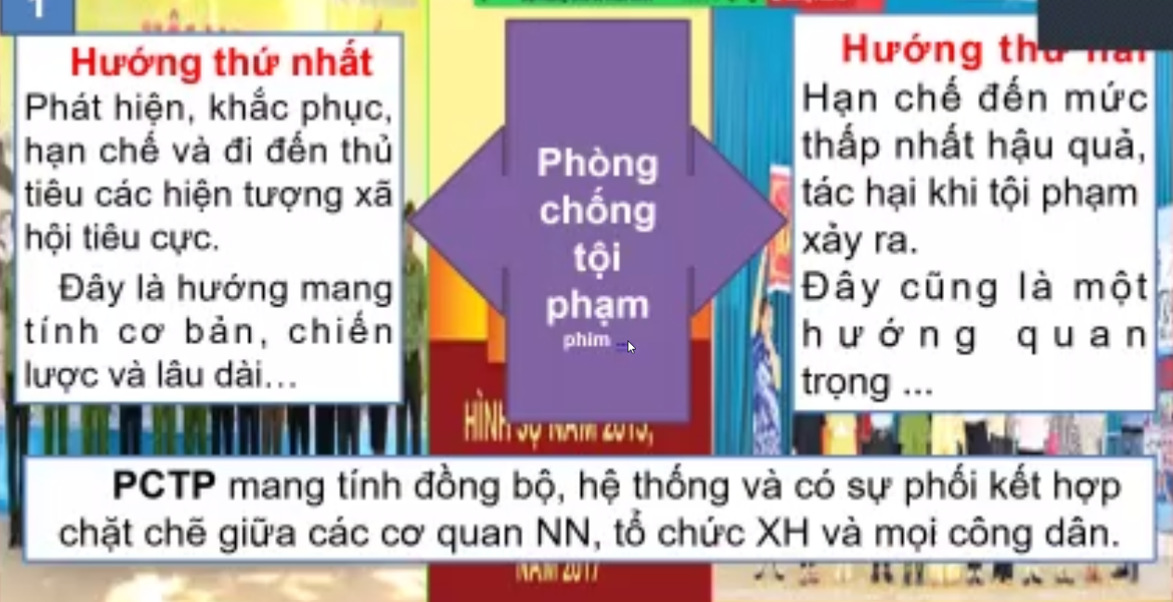 1
Hướng thứ nhất
Phát hiện, khắc phục,
hạn chế và đi đến thủ
tiêu các hiện tượng xã
hội tiêu cực.
Đây là hướng mang
tính cơ bản, chiến
lược và lâu dài...
Phòng
chống
tội
phạm
phim
Hướng thứ hai
Hạn chế đến mức
thấp nhất hậu quả,
tác hại khi tội phạm
xảy ra.
Đây cũng là một
hướng quan
trọng ...
HÌNH SỰ NĂM 2015,
PCTP mang tính đồng bộ, hệ thống và có sự phối kết hợp
chặt chẽ giữa các cơ quan NN, tổ chức XH và mọi công dân.
NĂM 2017